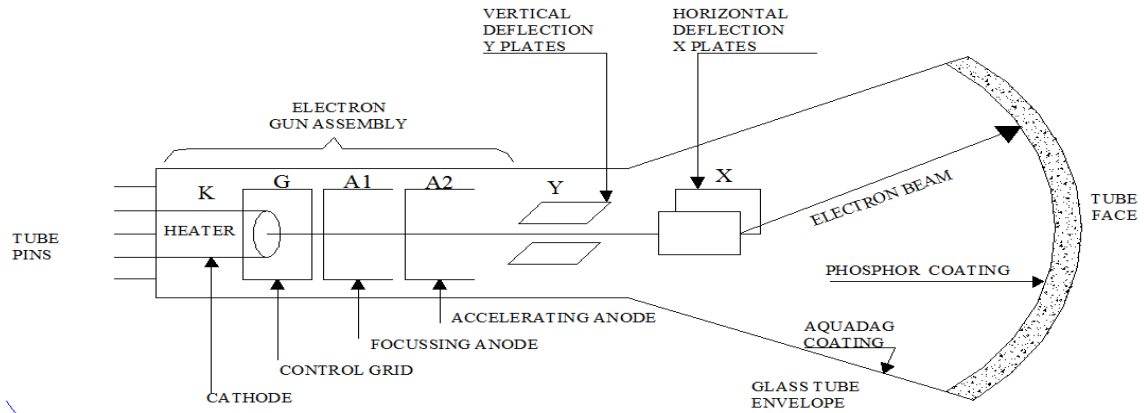 VERTICAL
DEFLECTION
Y PLATES
HORIZONTAL
DEFLECTION
X PLATES
ELECTRON
GUN ASSEMBLY
K
G
A1
A2
Y
X
HEATER
TUBE
PINS
ELECTRON BEAM
TUBE
FACE
PHOSPHOR COATING
ACCELERATING ANODE
FOCUSSING ANODE
CONTROL GRID
CATHODE
AQUADAG
COATING
GLASS TUBE
ENVELOPE